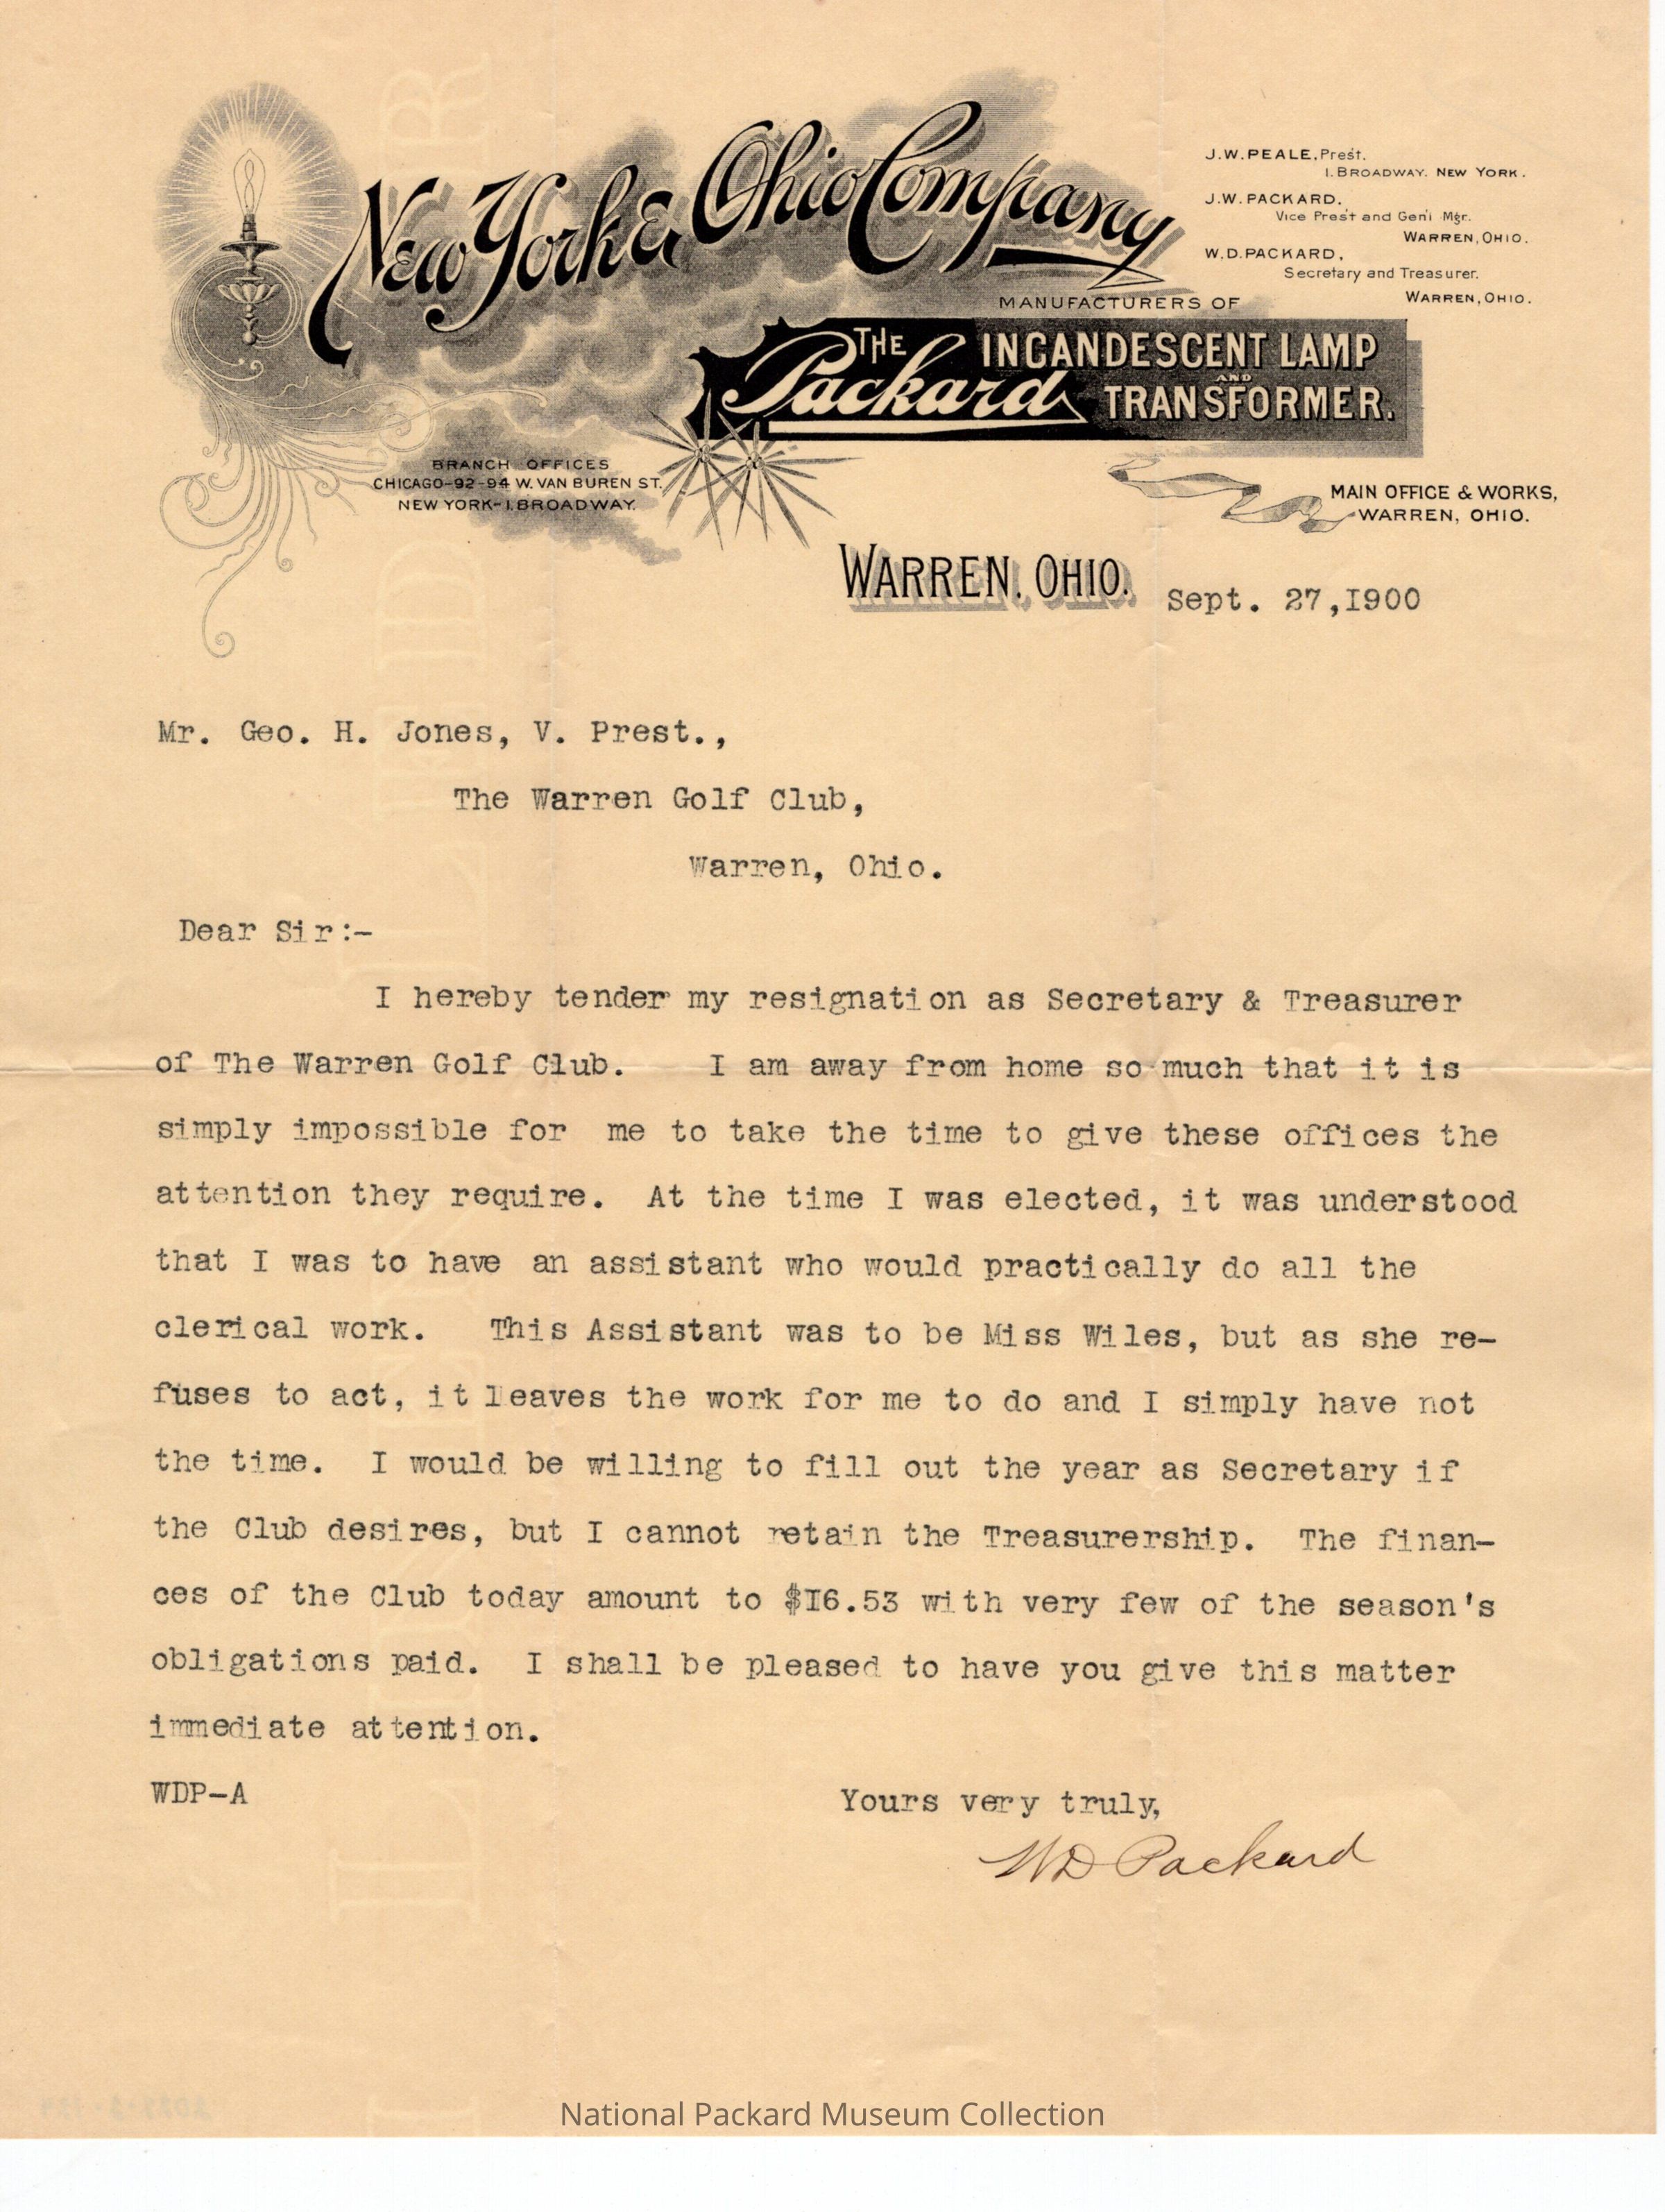 New York & Ohio Company
J.W. PEALE, Prest.
1. BROADWAY. NEW YORK.
J.W. PACKARD,
Vice Prest and Gen'l Mgr.
WARREN, OHIO.
W.D. PACKARD,
Secretary and Treasurer.
WARREN, OHIO.
MANUFACTURERS OF
THE Packard INCANDESCENT LAMP
AND
TRANSFORMER.
BRANCH OFFICES
CHICAGO-92-94 W. VAN BUREN ST.
NEW YORK-1. BROADWAY.
MAIN OFFICE & WORKS,
WARREN, OHIO.
WARREN, OHIO. Sept. 27,1900
Mr. Geo. H. Jones, V. Prest.,
The Warren Golf Club,
Warren, Ohio.
Dear Sir:-
I hereby tender my resignation as Secretary & Treasurer
of The Warren Golf Club. I am away from home so much that it is
simply impossible for me to take the time to give these offices the
attention they require. At the time I was elected, it was understood
that I was to have an assistant who would practically do all the
clerical work. This Assistant was to be Miss Wiles, but as she re-
fuses to act, it leaves the work for me to do and I simply have not
the time. I would be willing to fill out the year as Secretary if
the Club desires, but I cannot retain the Treasurership. The finan-
ces of the Club today amount to $16.53 with very few of the season's
obligations paid. I shall be pleased to have you give this matter
immediate attention.
WDP-A
Yours very truly,
WD Packard
National Packard Museum Collection